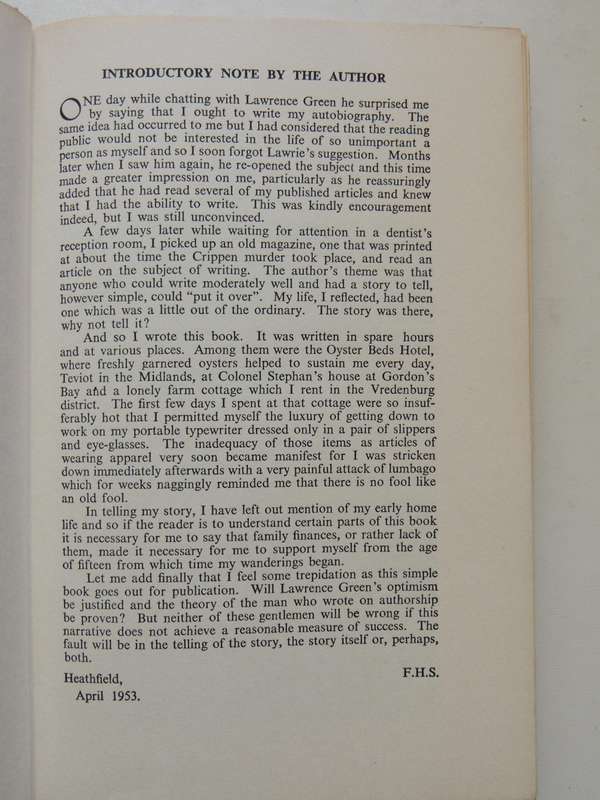 INTRODUCTORY NOTE BY THE AUTHOR
ONE day while chatting with Lawrence Green he surprised me
by saying that I ought to write my autobiography. The
same idea had occurred to me but I had considered that the reading
public would not be interested in the life of so unimportant a
person as myself and so I soon forgot Lawrie's suggestion. Months
later when I saw him again, he re-opened the subject and this time
made a greater impression on me, particularly as he reassuringly
added that he had read several of my published articles and knew
that I had the ability to write. This was kindly encouragement
indeed, but I was still unconvinced.
A few days later while waiting for attention in a dentist's
reception room, I picked up an old magazine, one that was printed
at about the time the Crippen murder took place, and read an
article on the subject of writing. The author's theme was that
anyone who could write moderately well and had a story to tell,
however simple, could "put it over". My life, I reflected, had been
one which was a little out of the ordinary. The story was there,
why not tell it?
And so I wrote this book. It was written in spare hours
and at various places. Among them were the Oyster Beds Hotel,
where freshly garnered oysters helped to sustain me every day,
Teviot in the Midlands, at Colonel Stephan's house at Gordon's
Bay and a lonely farm cottage which I rent in the Vredenburg
district. The first few days I spent at that cottage were so insuf-
ferably hot that I permitted myself the luxury of getting down to
work on my portable typewriter dressed only in a pair of slippers
and eye-glasses. The inadequacy of those items as articles of
wearing apparel very soon became manifest for I was stricken
down immediately afterwards with a very painful attack of lumbago
which for weeks naggingly reminded me that there is no fool like
an old fool.
In telling my story, I have left out mention of my early home
life and so if the reader is to understand certain parts of this book
it is necessary for me to say that family finances, or rather lack of
them, made it necessary for me to support myself from the age
of fifteen from which time my wanderings began.
Let me add finally that I feel some trepidation as this simple
book goes out for publication. Will Lawrence Green's optimism
be justified and the theory of the man who wrote on authorship
be proven? But neither of these gentlemen will be wrong if this
narrative does not achieve a reasonable measure of success. The
fault will be in the telling of the story, the story itself or, perhaps,
both.
F.H.S.
Heathfield,
April 1953.